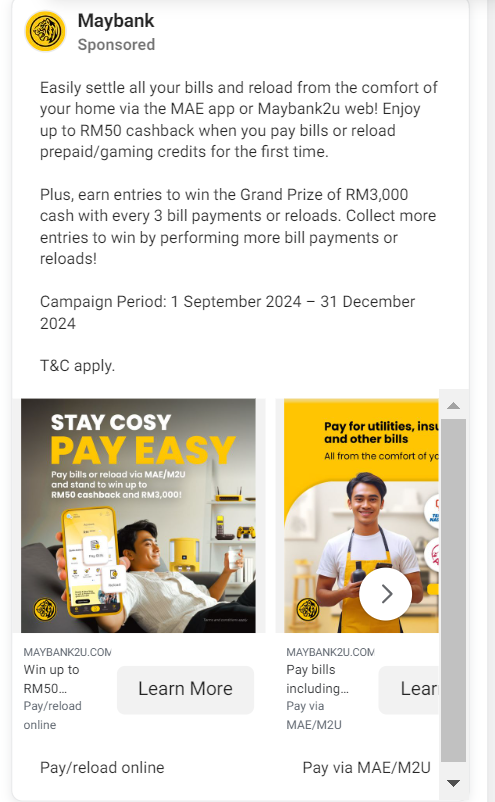 Maybank
Sponsored
Easily settle all your bills and reload from the comfort of
your home via the MAE app or Maybank2u web! Enjoy
up to RM50 cashback when you pay bills or reload
prepaid/gaming credits for the first time.
Plus, earn entries to win the Grand Prize of RM3,000
cash with every 3 bill payments or reloads. Collect more
entries to win by performing more bill payments or
reloads!
Campaign Period: 1 September 2024 – 31 December
2024
T&C apply.
STAY COSY
PAY EASY
Pay bills or reload via MAE/M2U
and stand to win up to
RM50 cashback and RM3,000!
Pay Bills
Terms and conditions apply.
Pay for utilities, insu
and other bills
All from the comfort of yo
MAYBANK2U.COM
Win up to
RM50...
Pay/reload
online
Learn More
Pay/reload online
MAYBANK2U.COM
Pay bills
including...
Pay via
MAE/M2U
Lear
Pay via MAE/M2U